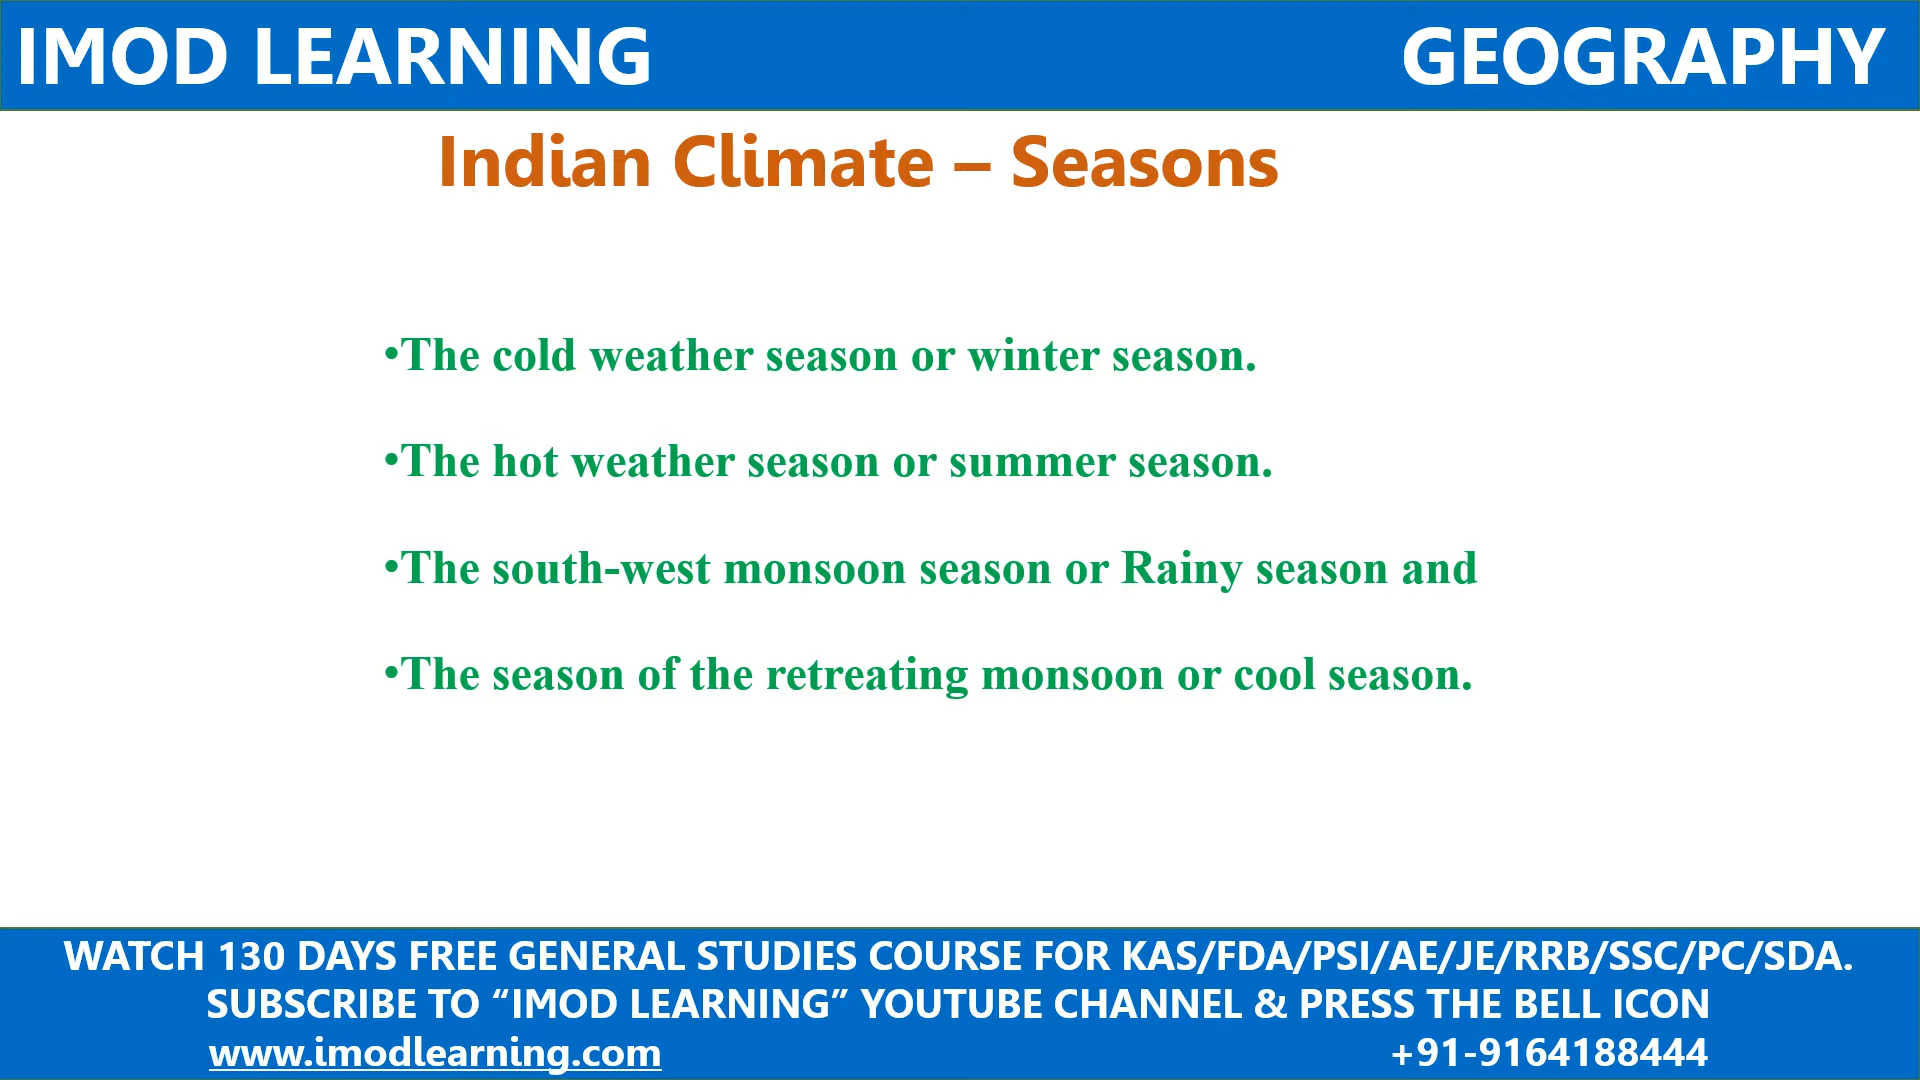 IMOD LEARNING GEOGRAPHY
Indian Climate – Seasons
•The cold weather season or winter season.
•The hot weather season or summer season.
•The south-west monsoon season or Rainy season and
•The season of the retreating monsoon or cool season.
WATCH 130 DAYS FREE GENERAL STUDIES COURSE FOR KAS/FDA/PSI/AE/JE/RRB/SSC/PC/SDA.
SUBSCRIBE TO “IMOD LEARNING” YOUTUBE CHANNEL & PRESS THE BELL ICON
www.imodlearning.com +91-9164188444